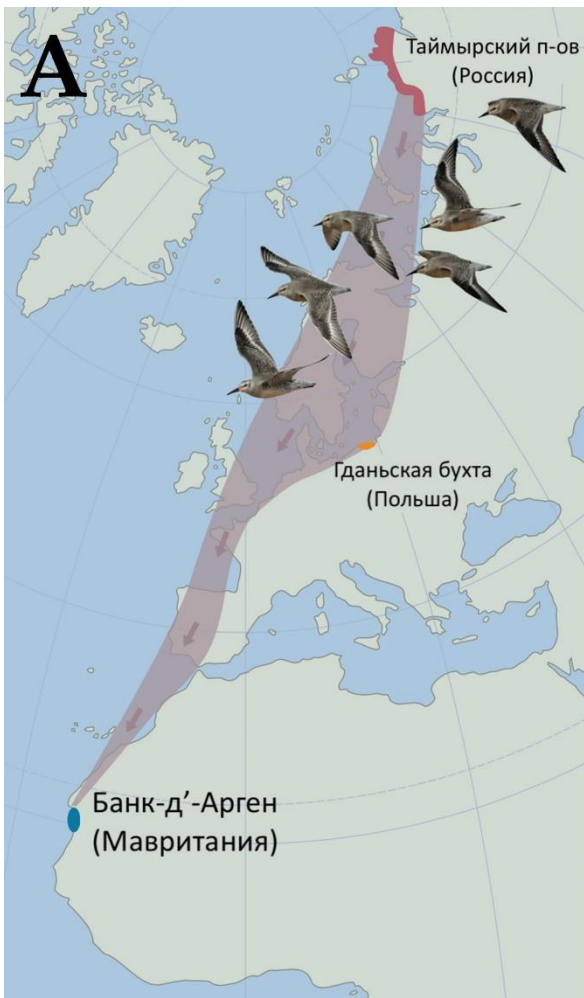 A
Таймырский п-ов
(Россия)
Гданьская бухта
(Польша)
Банк-д’-Арген
(Мавритания)